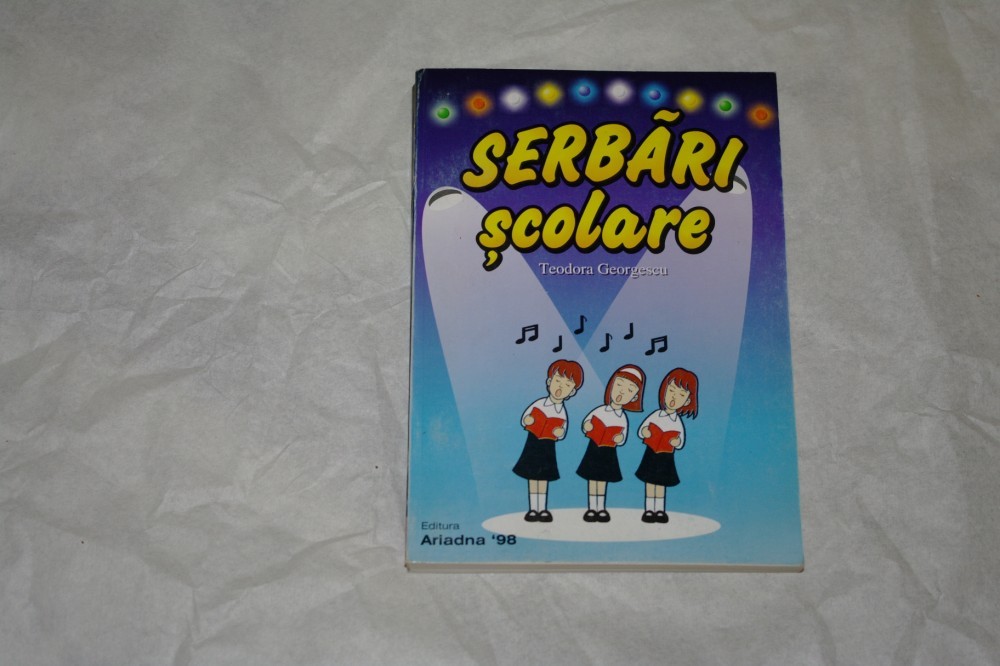 SERBĂRI
școlare
Teodora Georgescu
Editura
Ariadna '98